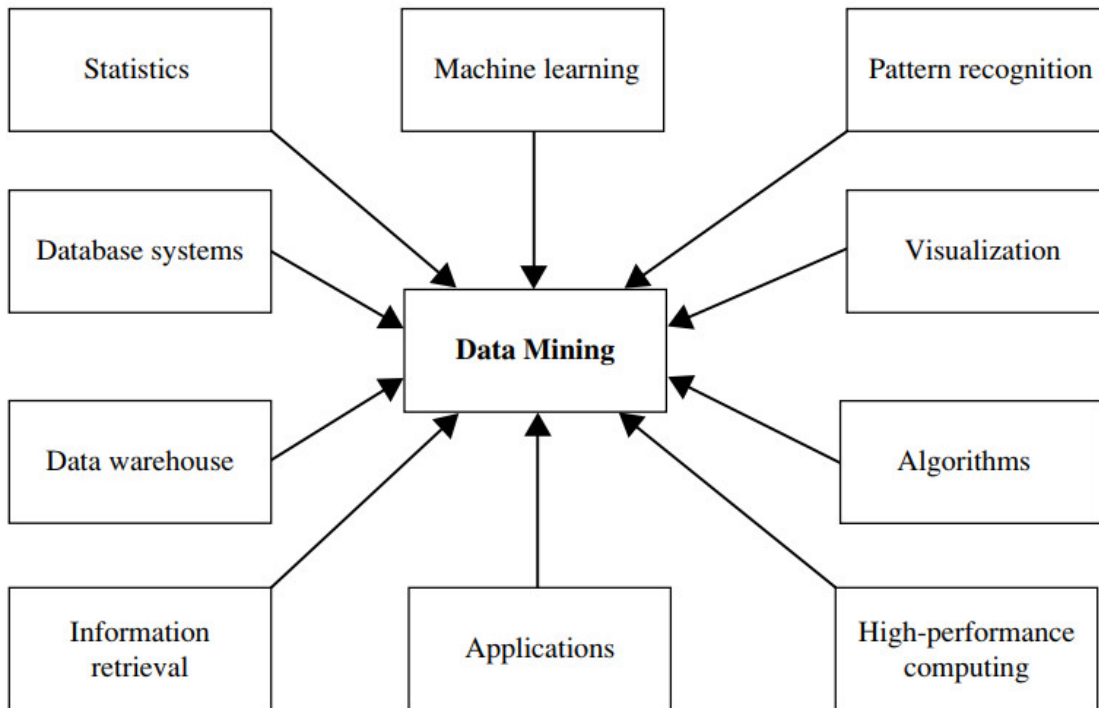 Statistics
Machine learning
Pattern recognition
Database systems
Visualization
Data Mining
Data warehouse
Algorithms
Information
retrieval
Applications
High-performance
computing